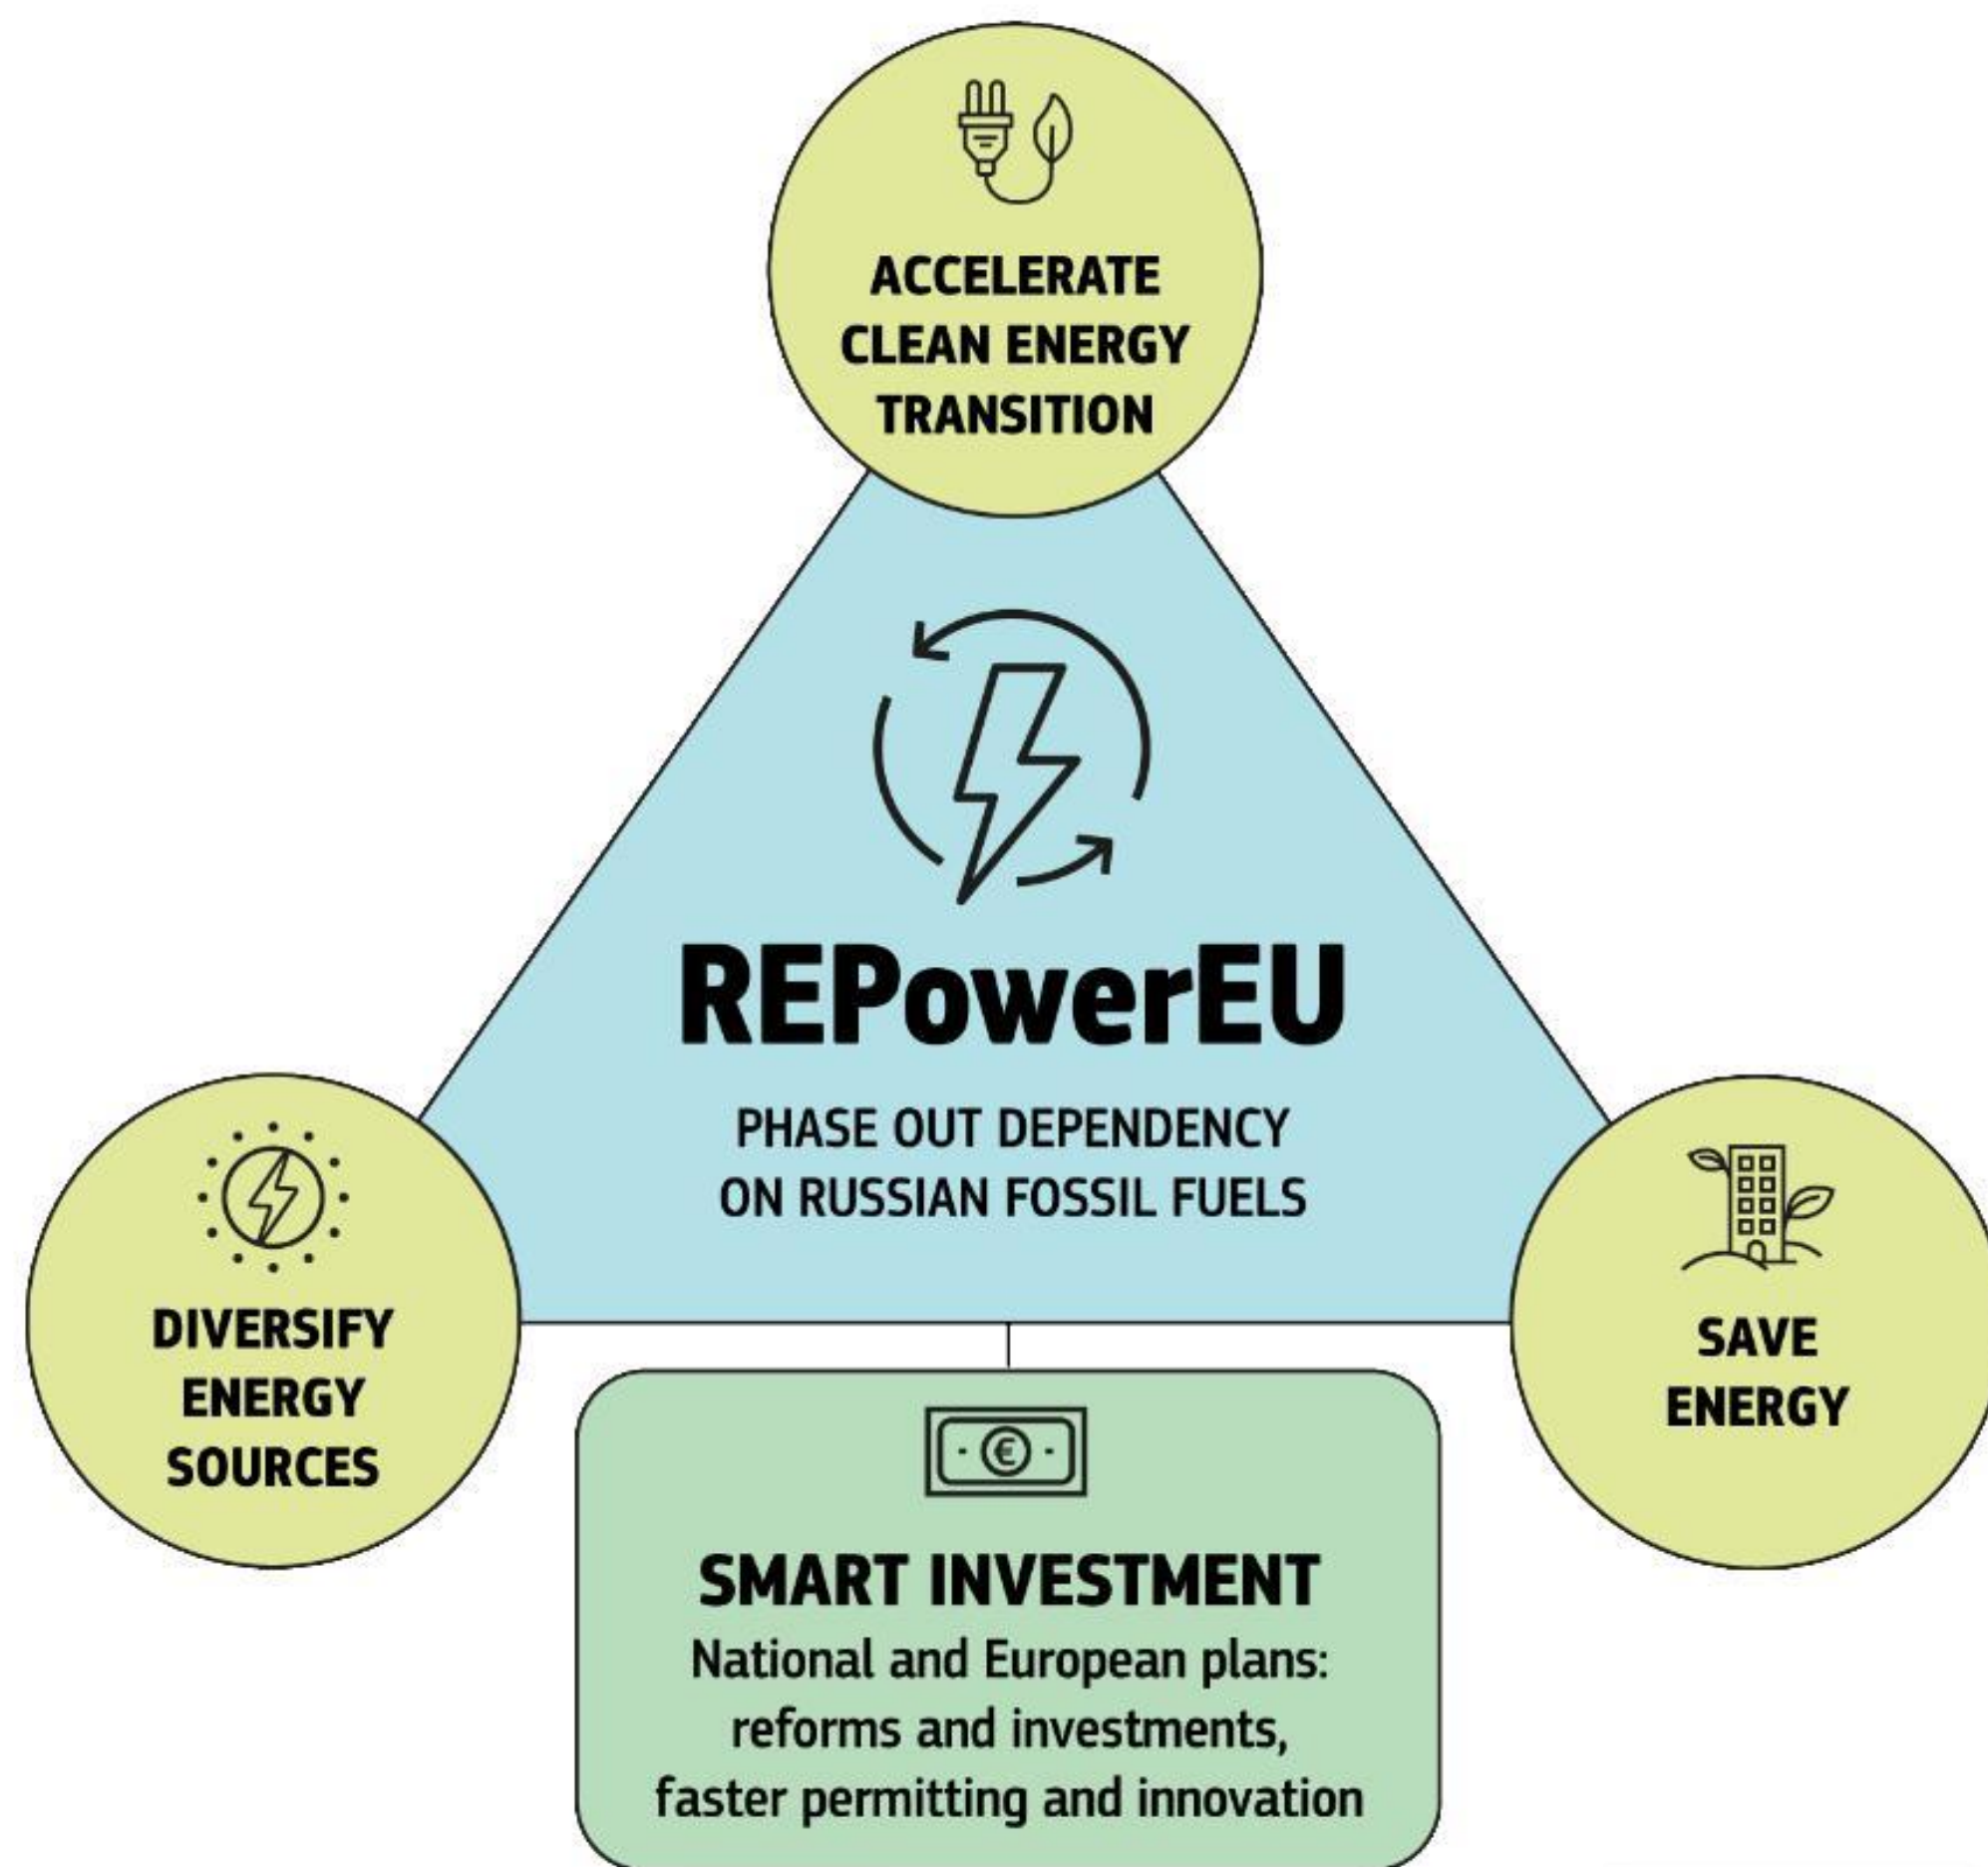 ACCELERATE
CLEAN ENERGY
TRANSITION
REPowerEU
PHASE OUT DEPENDENCY
ON RUSSIAN FOSSIL FUELS
DIVERSIFY
ENERGY
SOURCES
SAVE
ENERGY
€
SMART INVESTMENT
National and European plans:
reforms and investments,
faster permitting and innovation